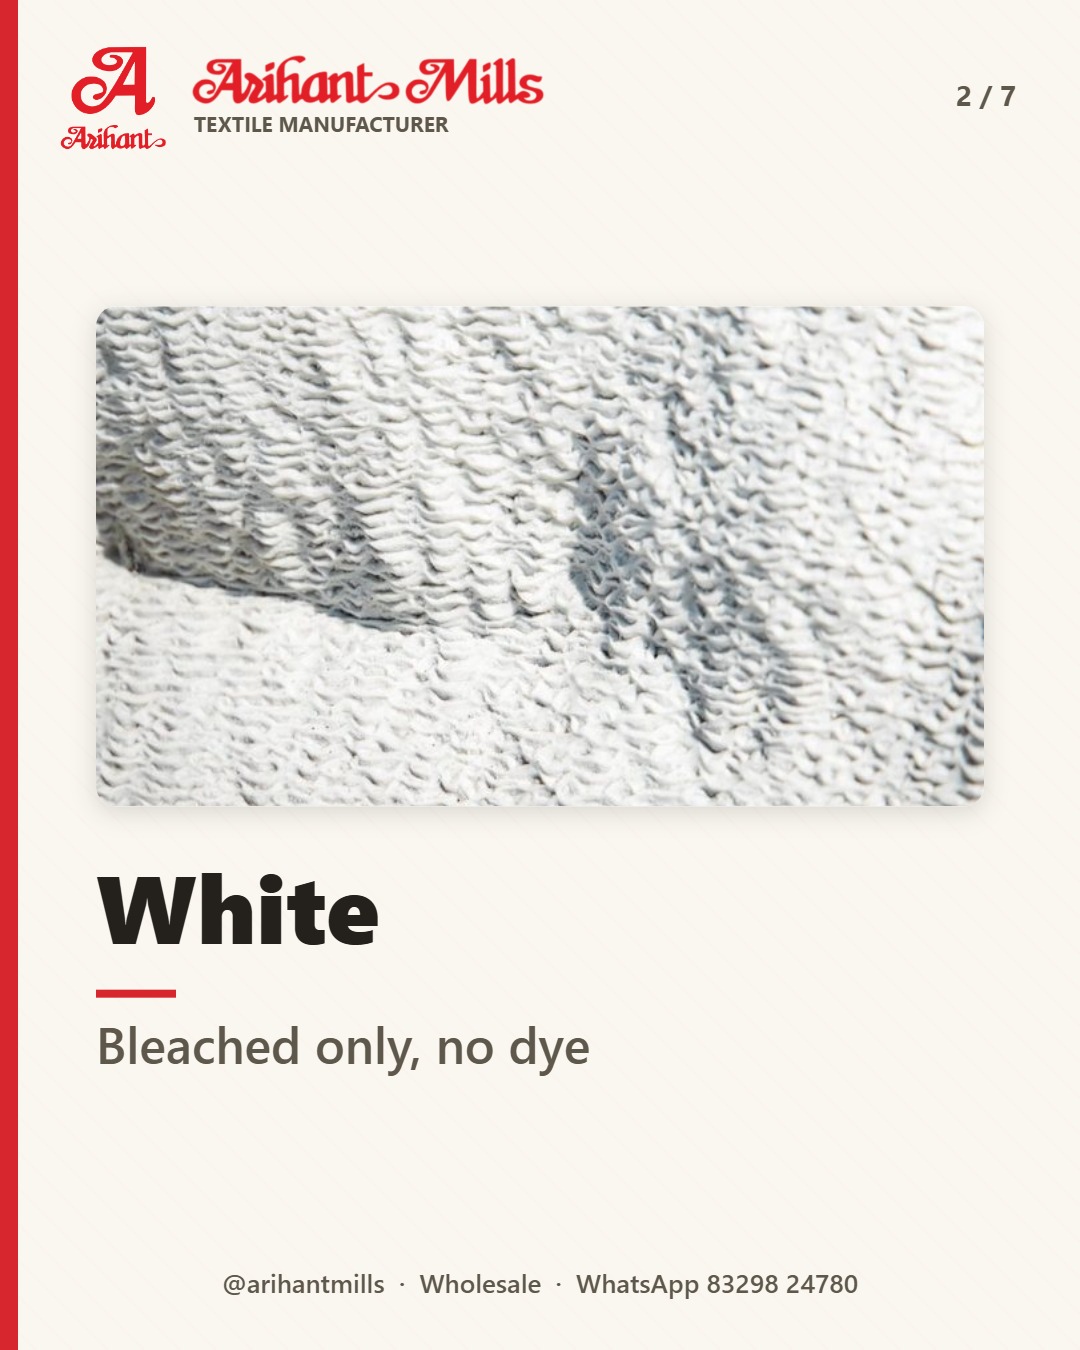 A
Arihant
Arihant Mills
TEXTILE MANUFACTURER
2 / 7
White
Bleached only, no dye
@arihantmills · Wholesale · WhatsApp 83298 24780